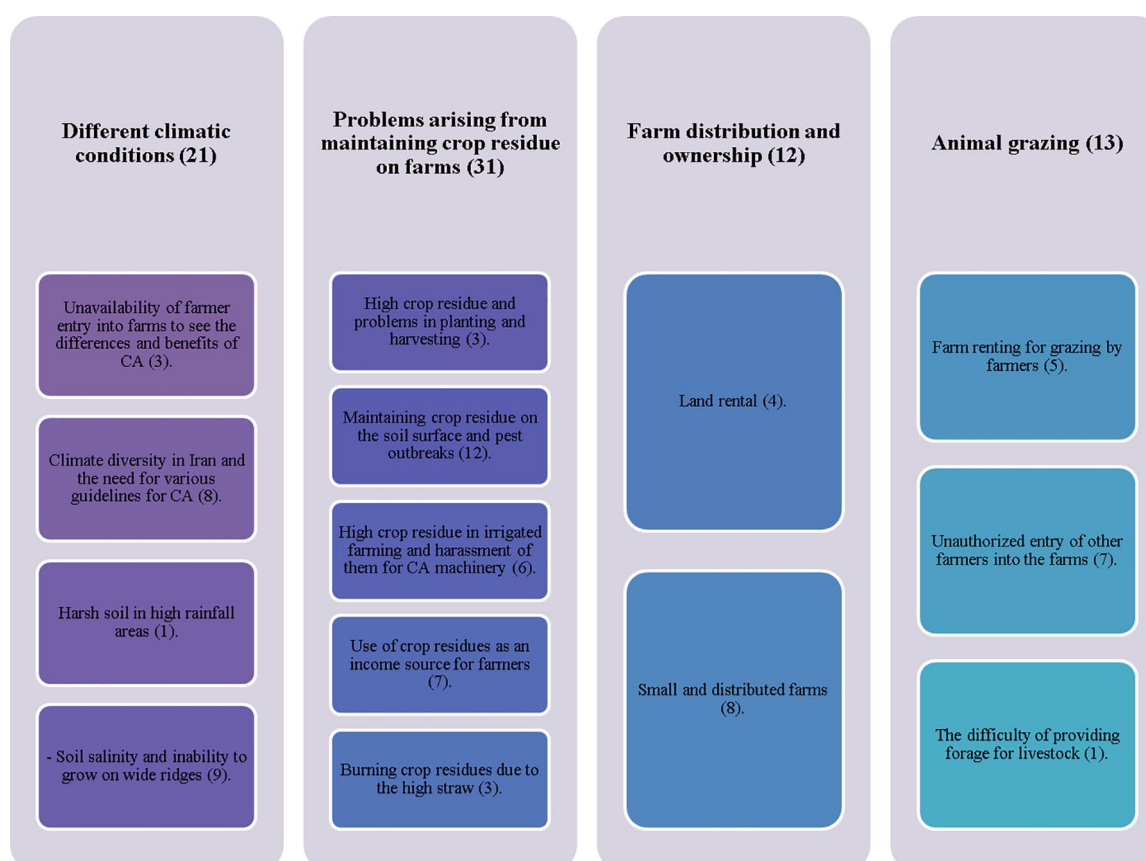 Different climatic
conditions (21)
Unavailability of farmer
entry into farms to see the
differences and benefits of
CA (3).
Climate diversity in Iran and
the need for various
guidelines for CA (8).
Harsh soil in high rainfall
areas (1).
- Soil salinity and inability to
grow on wide ridges (9).
Problems arising from
maintaining crop residue
on farms (31)
High crop residue and
problems in planting and
harvesting (3).
Maintaining crop residue on
the soil surface and pest
outbreaks (12).
High crop residue in irrigated
farming and harassment of
them for CA machinery (6).
Use of crop residues as an
income source for farmers
(7).
Burning crop residues due to
the high straw (3).
Farm distribution and
ownership (12)
Land rental (4).
Small and distributed farms
(8).
Animal grazing (13)
Farm renting for grazing by
farmers (5).
Unauthorized entry of other
farmers into the farms (7).
The difficulty of providing
forage for livestock (1).